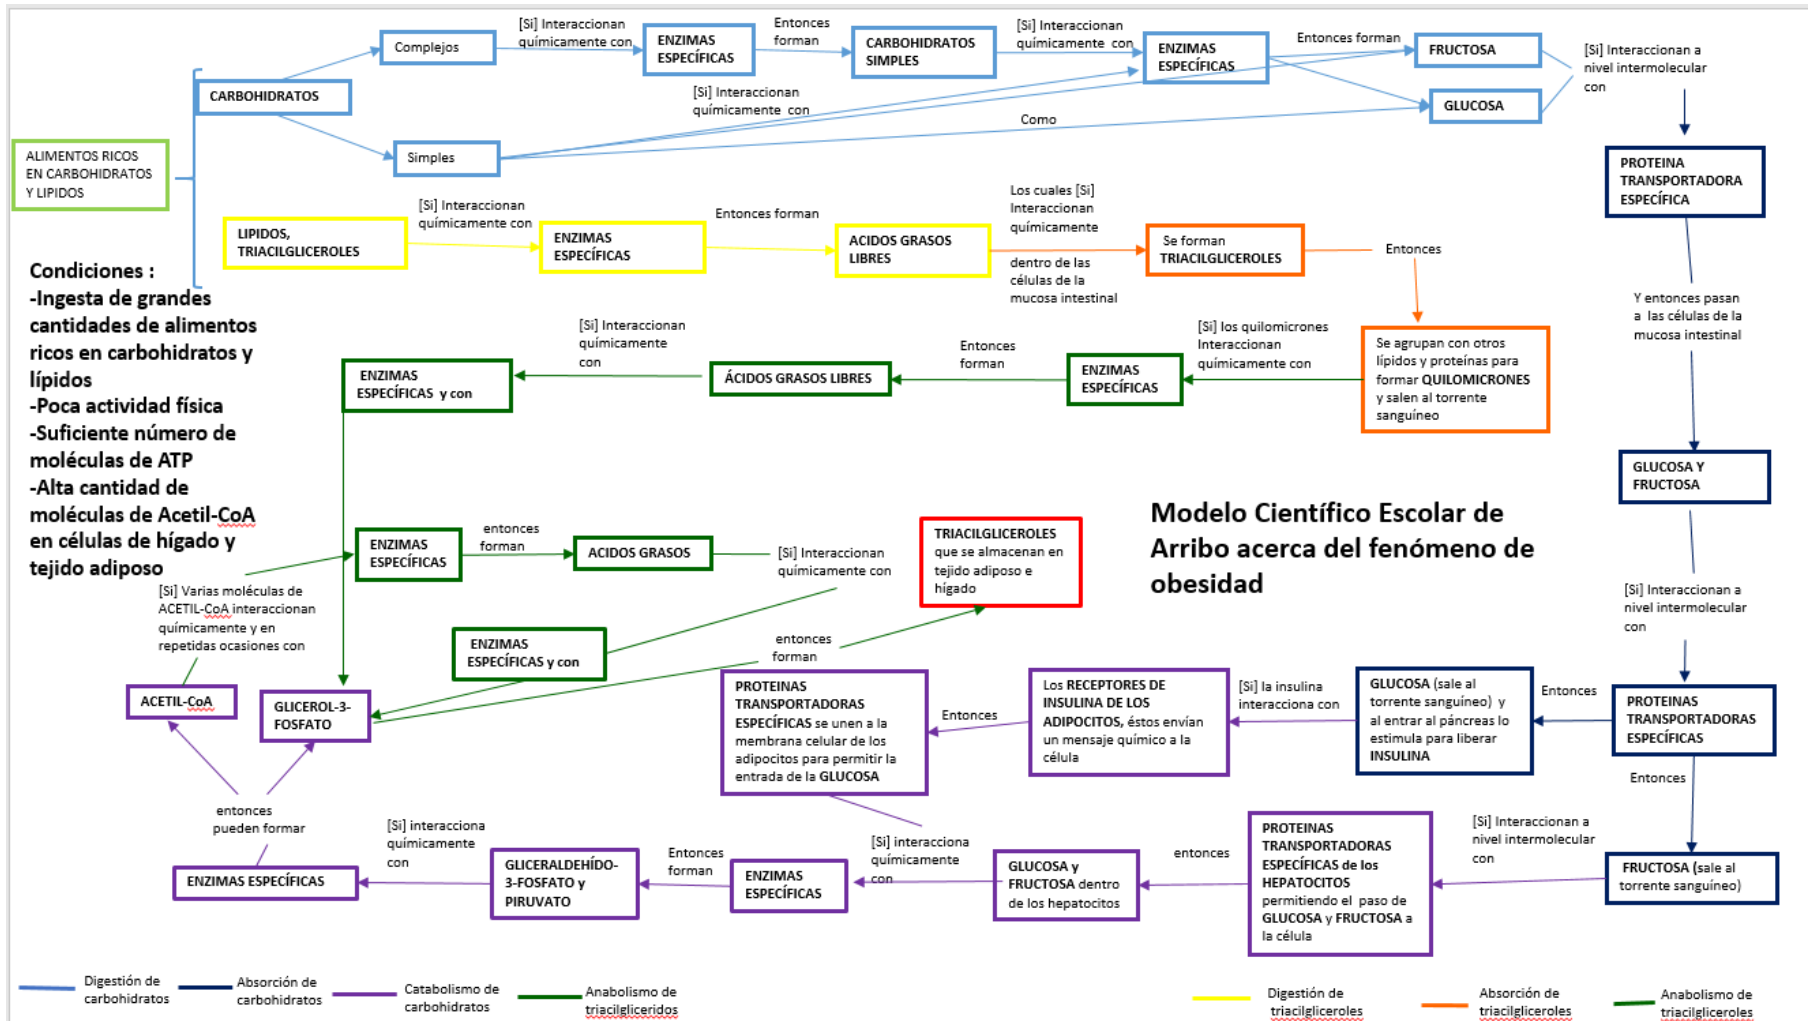 [Si] Interaccionan
químicamente con
Entonces
forman
[Si] Interaccionan
químicamente con
Entonces forman
[Si] Interaccionan a
nivel intermolecular
con
Complejos
ENZIMAS
ESPECÍFICAS
CARBOHIDRATOS
SIMPLES
ENZIMAS
ESPECÍFICAS
FRUCTOSA
CARBOHIDRATOS
[Si] Interaccionan
químicamente con
GLUCOSA
Como
Simples
ALIMENTOS RICOS
EN CARBOHIDRATOS
Y LIPIDOS
PROTEINA
TRANSPORTADORA
ESPECÍFICA
LIPIDOS,
TRIACILGLICEROLES
[Si] Interaccionan
químicamente con
ENZIMAS
ESPECÍFICAS
Entonces forman
ACIDOS GRASOS
LIBRES
Los cuales [Si]
Interaccionan
químicamente
dentro de las
células de la
mucosa intestinal
Se forman
TRIACILGLICEROLES
Entonces
Y entonces pasan
a las células de la
mucosa intestinal
Condiciones :
-Ingesta de grandes
cantidades de alimentos
ricos en carbohidratos y
lípidos
-Poca actividad física
-Suficiente número de
moléculas de ATP
-Alta cantidad de
moléculas de Acetil-CoA
en células de hígado y
tejido adiposo
Se agrupan con otros
lípidos y proteínas para
formar QUILOMICRONES
y salen al torrente
sanguíneo
[Si] los quilomicrones
Interaccionan
químicamente con
ENZIMAS
ESPECÍFICAS
Entonces
forman
ÁCIDOS GRASOS LIBRES
[Si] Interaccionan
químicamente
con
ENZIMAS
ESPECÍFICAS y con
GLUCOSA Y
FRUCTOSA
Modelo Científico Escolar de
Arribo acerca del fenómeno de
obesidad
ENZIMAS
ESPECÍFICAS
entonces
forman
ACIDOS GRASOS
[Si] Interaccionan
químicamente con
TRIACILGLICEROLES
que se almacenan en
tejido adiposo e
hígado
[Si] Varias moléculas de
ACETIL-CoA interaccionan
químicamente y en
repetidas ocasiones con
ENZIMAS
ESPECÍFICAS y con
entonces
forman
[Si] Interaccionan a
nivel intermolecular
con
ACETIL-CoA
GLICEROL-3-
FOSFATO
PROTEINAS
TRANSPORTADORAS
ESPECÍFICAS se unen a la
membrana celular de los
adipocitos para permitir la
entrada de la GLUCOSA
Entonces
Los RECEPTORES DE
INSULINA DE LOS
ADIPOCITOS, éstos envían
un mensaje químico a la
célula
[Si] la insulina
interacciona con
GLUCOSA (sale al
torrente sanguíneo) y
al entrar al páncreas lo
estimula para liberar
INSULINA
Entonces
PROTEINAS
TRANSPORTADORAS
ESPECÍFICAS
Entonces
entonces
pueden formar
ENZIMAS ESPECÍFICAS
[Si] interacciona
químicamente
con
GLICERALDEHÍDO-
3-FOSFATO y
PIRUVATO
Entonces
forman
ENZIMAS
ESPECÍFICAS
[Si] interacciona
químicamente
con
GLUCOSA y
FRUCTOSA dentro
de los hepatocitos
entonces
PROTEINAS
TRANSPORTADORAS
ESPECÍFICAS de los
HEPATOCITOS
permitiendo el paso de
GLUCOSA y FRUCTOSA a
la célula
[Si] Interaccionan a
nivel intermolecular
con
FRUCTOSA (sale al
torrente sanguíneo)
Digestión de
carbohidratos
Absorción de
carbohidratos
Catabolismo de
carbohidratos
Anabolismo de
triacilgliceridos
Digestión de
triacilgliceroles
Absorción de
triacilgliceroles
Anabolismo de
triacilgliceroles